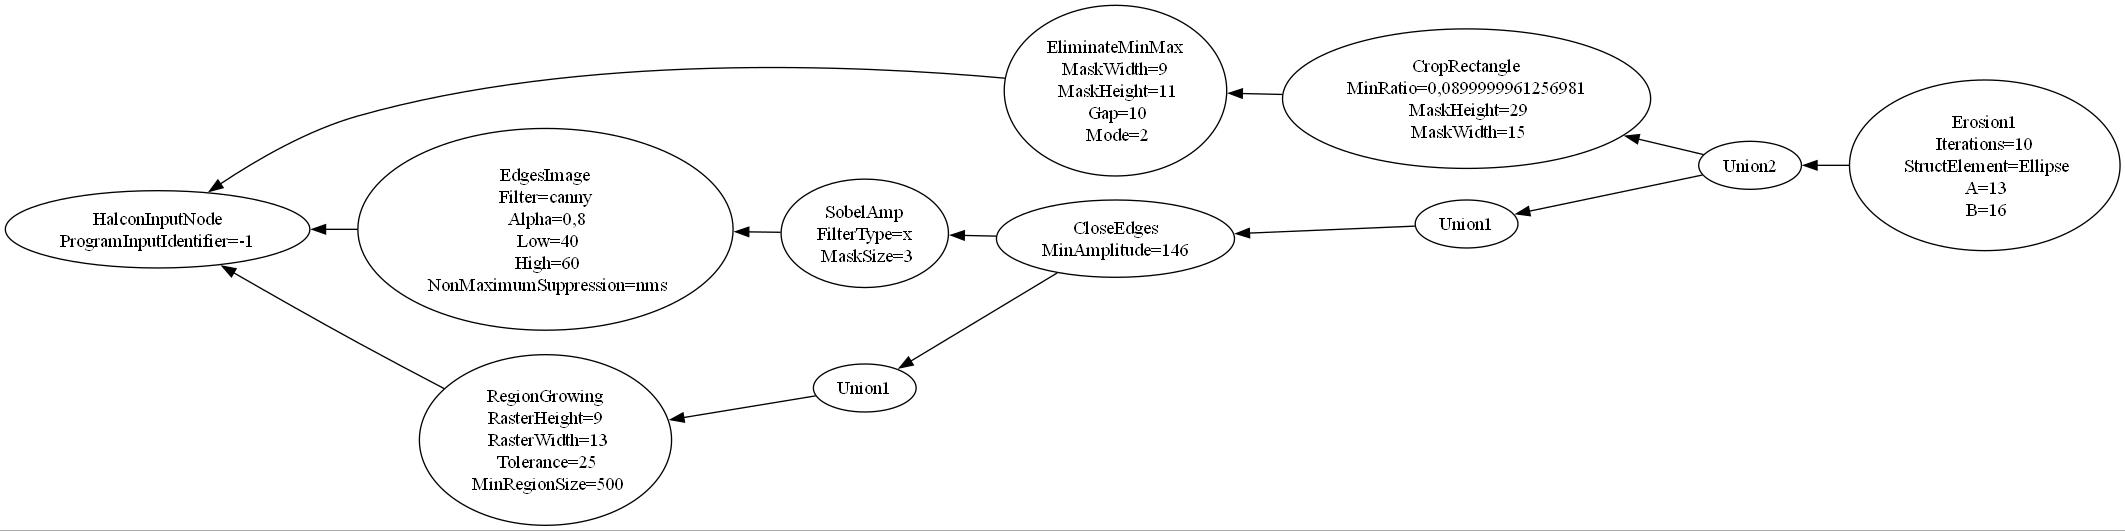 EliminateMinMax
MaskWidth=9
MaskHeight=11
Gap=10
Mode=2
CropRectangle
MinRatio=0,0899999961256981
MaskHeight=29
MaskWidth=15
Erosion1
Iterations=10
StructElement=Ellipse
A=13
B=16
Union2
EdgesImage
Filter=canny
Alpha=0,8
Low=40
High=60
NonMaximumSuppression=nms
SobelAmp
FilterType=x
MaskSize=3
CloseEdges
MinAmplitude=146
Union1
HalconInputNode
ProgramInputIdentifier=-1
Union1
RegionGrowing
RasterHeight=9
RasterWidth=13
Tolerance=25
MinRegionSize=500